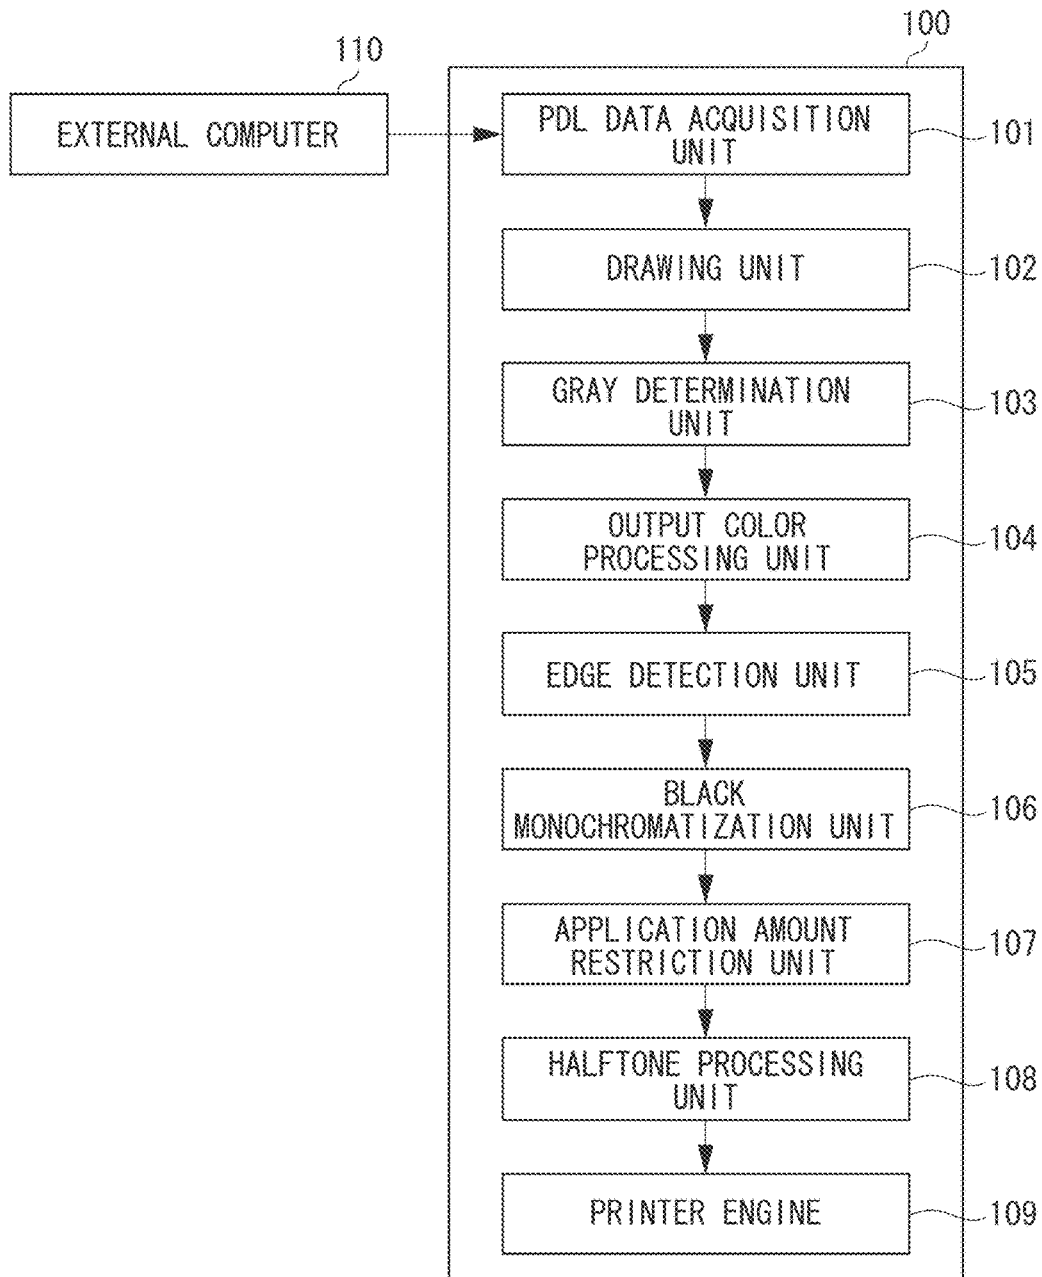 100
110
EXTERNAL COMPUTER
PDL DATA ACQUISITION
UNIT
101
DRAWING UNIT
102
GRAY DETERMINATION
UNIT
103
OUTPUT COLOR
PROCESSING UNIT
104
EDGE DETECTION UNIT
105
BLACK
MONOCHROMATIZATION UNIT
106
APPLICATION AMOUNT
RESTRICTION UNIT
107
HALFTONE PROCESSING
UNIT
108
PRINTER ENGINE
109